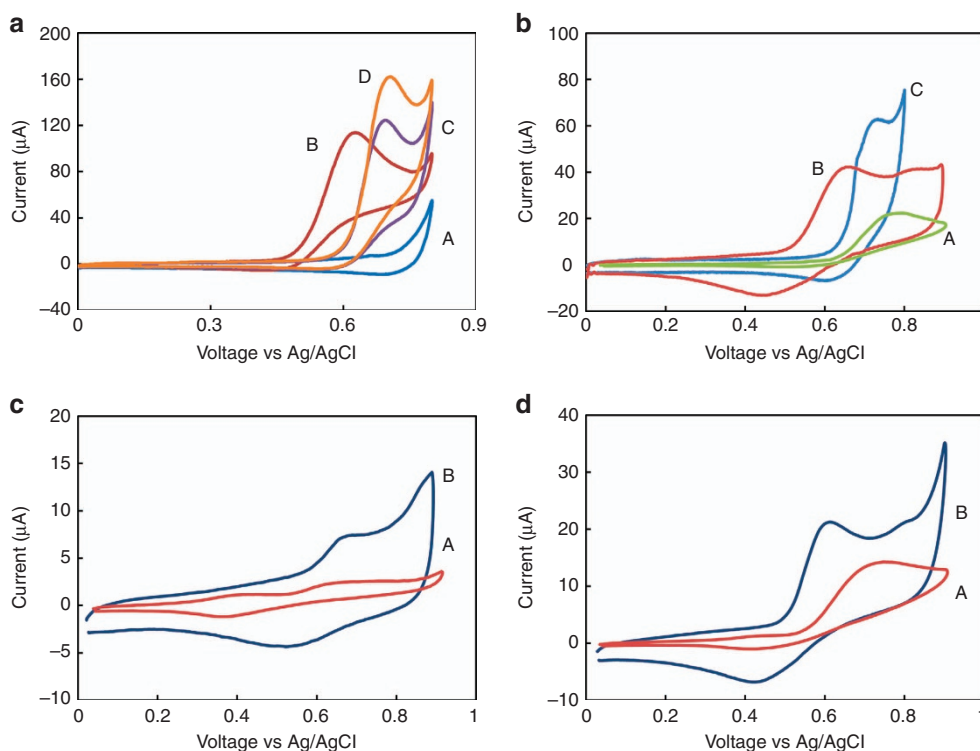 a
200
160
120
80
40
0
–40
Current (μA)
D
B
C
A
0 0.3 0.6 0.9
Voltage vs Ag/AgCl
b
100
80
60
40
20
0
–20
Current (μA)
C
B
A
0 0.2 0.4 0.6 0.8 1
Voltage vs Ag/AgCl
c
20
15
10
5
0
–5
–10
Current (μA)
B
A
0 0.2 0.4 0.6 0.8 1
Voltage vs Ag/AgCl
d
40
30
20
10
0
–10
Current (μA)
B
A
0 0.2 0.4 0.6 0.8 1
Voltage vs Ag/AgCl